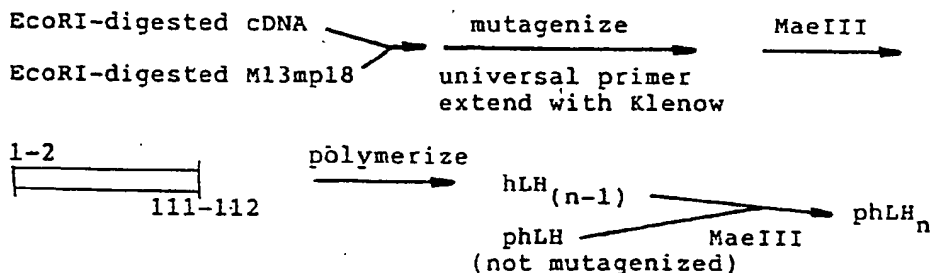 EcoRI-digested cDNA
mutagenize
MaeIII
EcoRI-digested M13mp18
universal primer
extend with Klenow
1-2
polymerize
111-112
hLH(n-1)
phLHn
phLH
MaeIII
(not mutagenized)